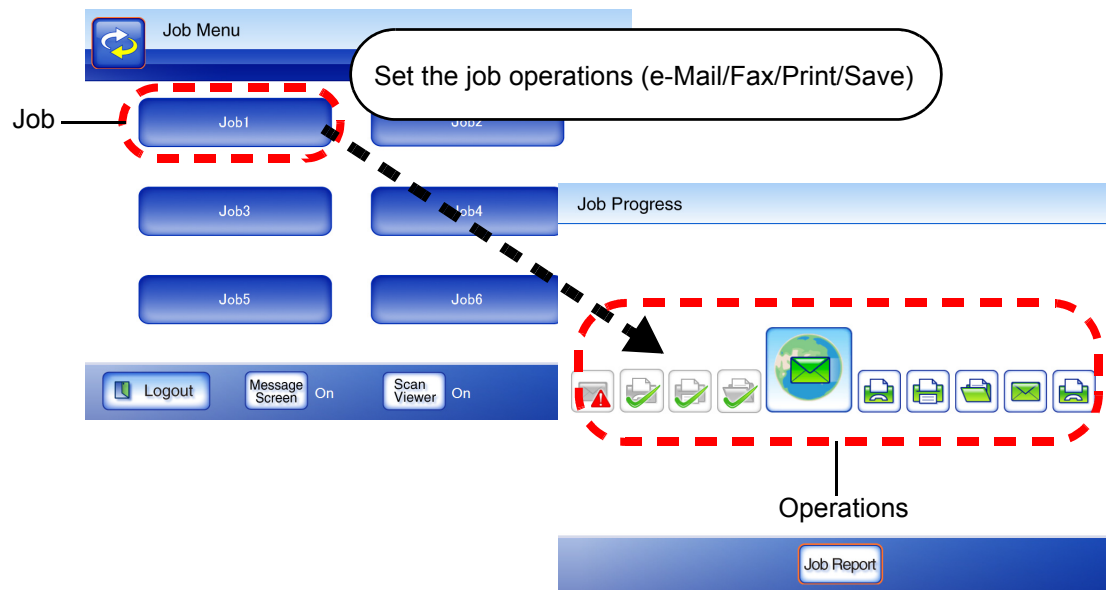 Job Menu
Set the job operations (e-Mail/Fax/Print/Save)
Job
Job1
Job2
Job3
Job4
Job5
Job6
Logout
Message
Screen
On
Scan
Viewer
On
Job Progress
Operations
Job Report